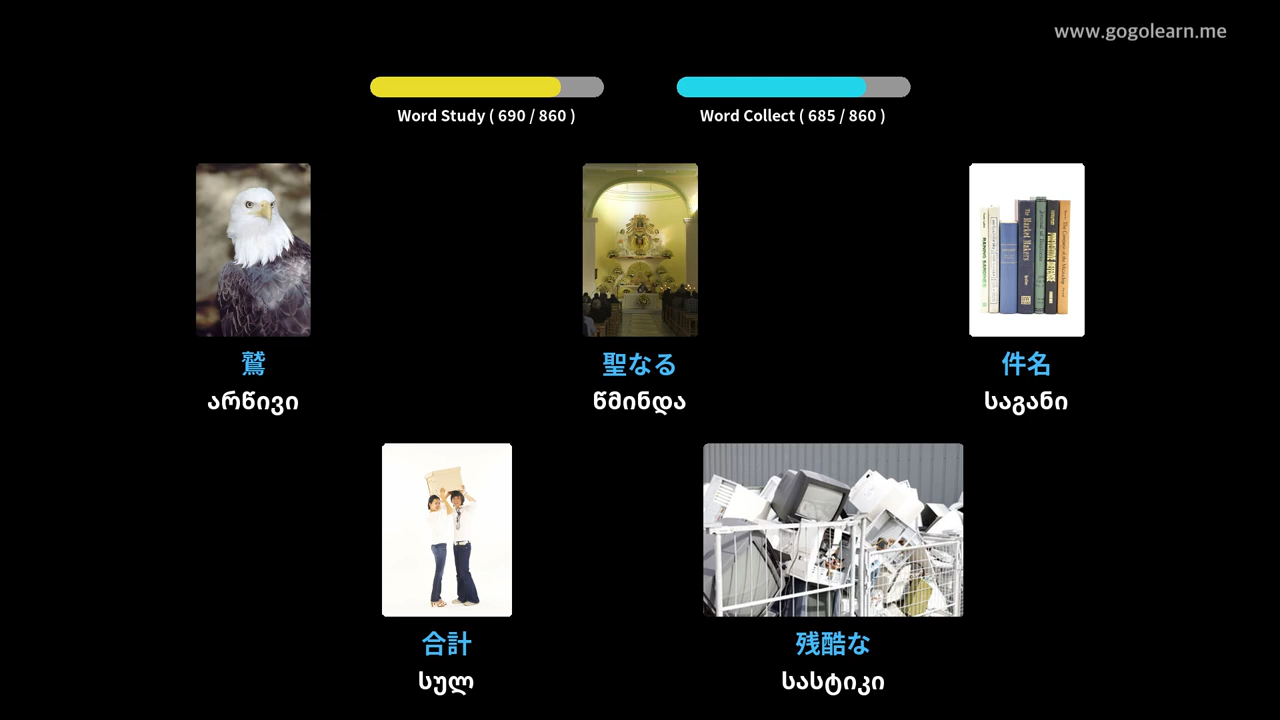 www.gogolearn.me
Word Study ( 690 / 860 )
Word Collect ( 685 / 860 )
鷲
არწივი
聖なる
წმინდა
件名
საგანი
合計
სულ
残酷な
სასტიკი